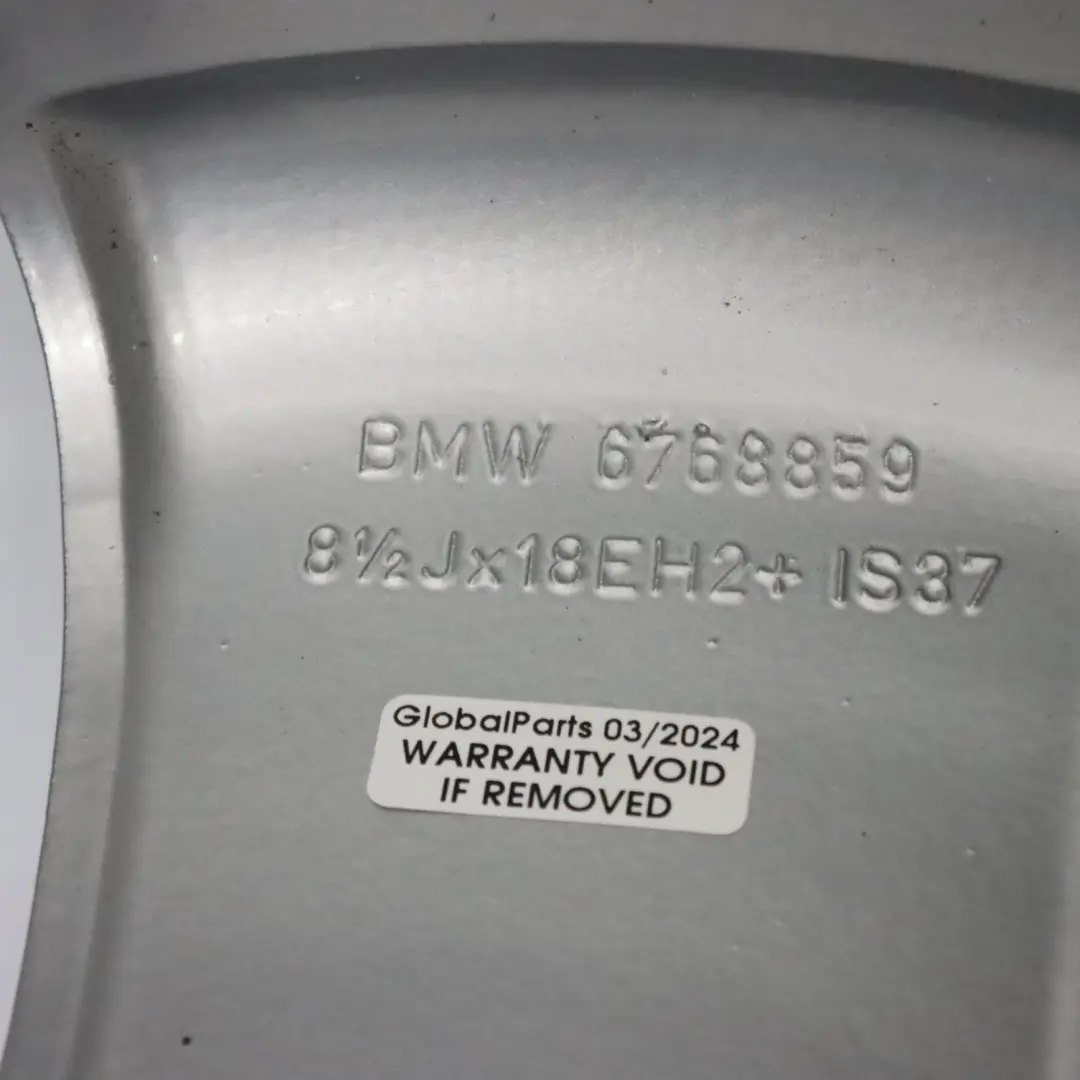 BMW 6768859
8½Jx18EH2+ IS37
GlobalParts 03/2024
WARRANTY VOID
IF REMOVED